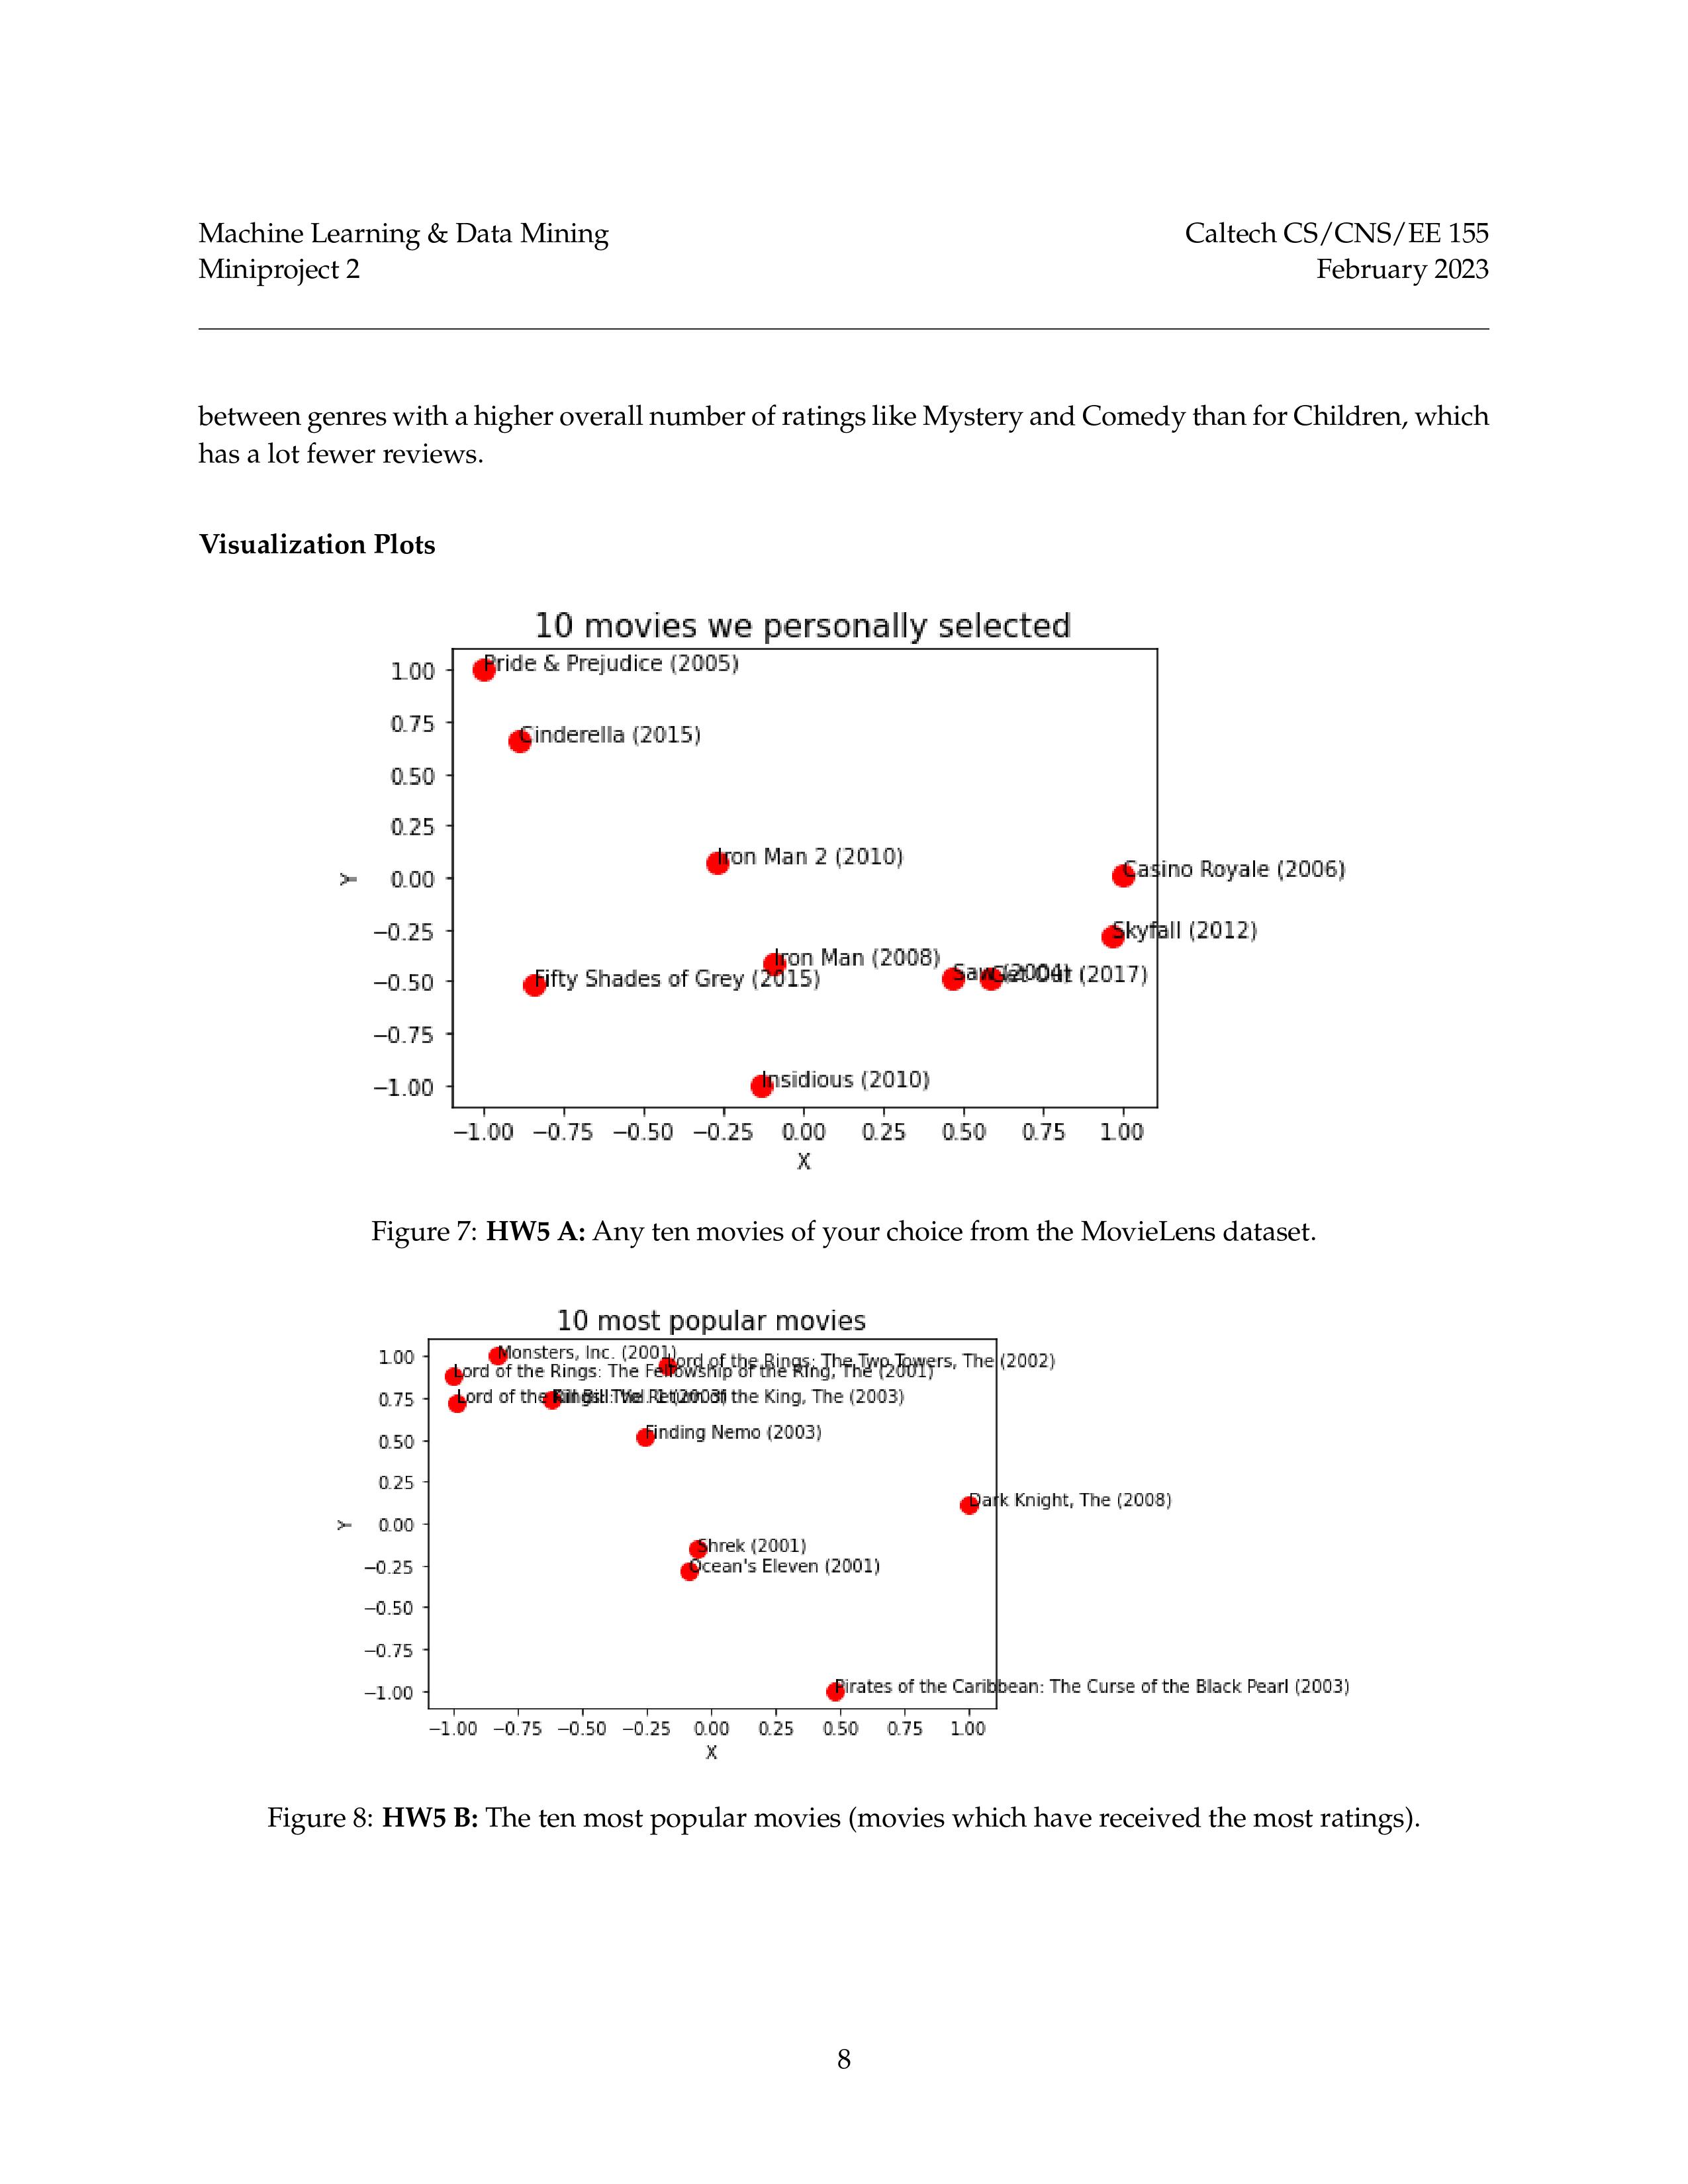 Machine Learning & Data Mining
Caltech CS/CNS/EE 155
Miniproject 2
February 2023
between genres with a higher overall number of ratings like Mystery and Comedy than for Children, which
has a lot fewer reviews.
Visualization Plots
10 movies we personally selected
Pride & Prejudice (2005)
Cinderella (2015)
Iron Man 2 (2010)
Casino Royale (2006)
Skyfall (2012)
Iron Man (2008)
Saw (2004)
Get Out (2017)
Fifty Shades of Grey (2015)
Insidious (2010)
1.00
0.75
0.50
0.25
0.00
−0.25
−0.50
−0.75
−1.00
Y
−1.00 −0.75 −0.50 −0.25 0.00 0.25 0.50 0.75 1.00
X
Figure 7: HW5 A: Any ten movies of your choice from the MovieLens dataset.
10 most popular movies
Monsters, Inc. (2001)
Lord of the Rings: The Two Towers, The (2002)
Lord of the Rings: The Fellowship of the Ring, The (2001)
Lord of the Rings: The Return of the King, The (2003)
Kill Bill: Vol. 1 (2003)
Finding Nemo (2003)
Dark Knight, The (2008)
Shrek (2001)
Ocean's Eleven (2001)
Pirates of the Caribbean: The Curse of the Black Pearl (2003)
1.00
0.75
0.50
0.25
0.00
−0.25
−0.50
−0.75
−1.00
Y
−1.00 −0.75 −0.50 −0.25 0.00 0.25 0.50 0.75 1.00
X
Figure 8: HW5 B: The ten most popular movies (movies which have received the most ratings).
8